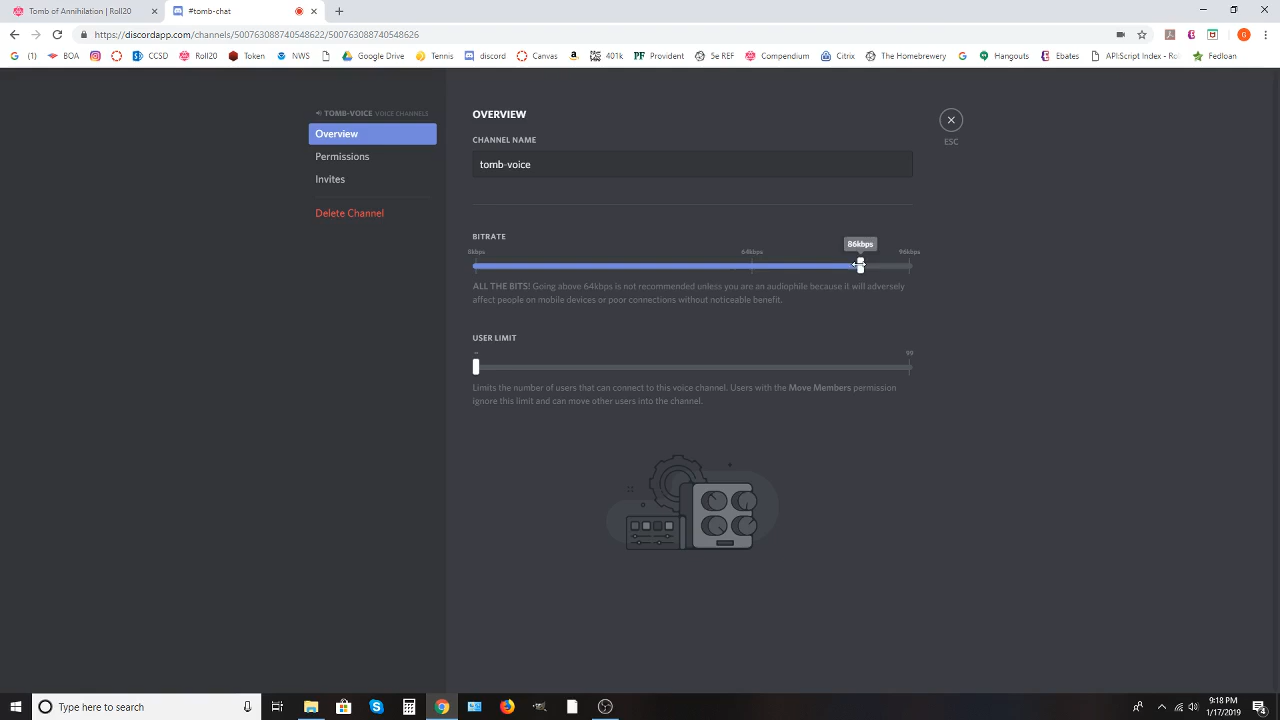 Tomb of Annihilation | Roll20
#tomb-chat
https://discordapp.com/channels/500763088740548625/500763088740548626
BOA
CCSD
Roll20
Token
NWS
Google Drive
Tennis
discord
Canvas
401k
Provident
5e REF
Compendium
Citrix
The Homebrewery
Hangouts
Ebates
APIScript Index - Rol
Fedloan
TOMB-VOICE VOICE CHANNELS
Overview
Permissions
Invites
Delete Channel
OVERVIEW
CHANNEL NAME
tomb-voice
ESC
BITRATE
86kbps
8kbps 64kbps 96kbps
ALL THE BITS! Going above 64kbps is not recommended unless you are an audiophile because it will adversely
affect people on mobile devices or poor connections without noticeable benefit.
USER LIMIT
99
Limits the number of users that can connect to this voice channel. Users with the Move Members permission
ignore this limit and can move other users into the channel.
Type here to search
9:18 PM
1/17/2019